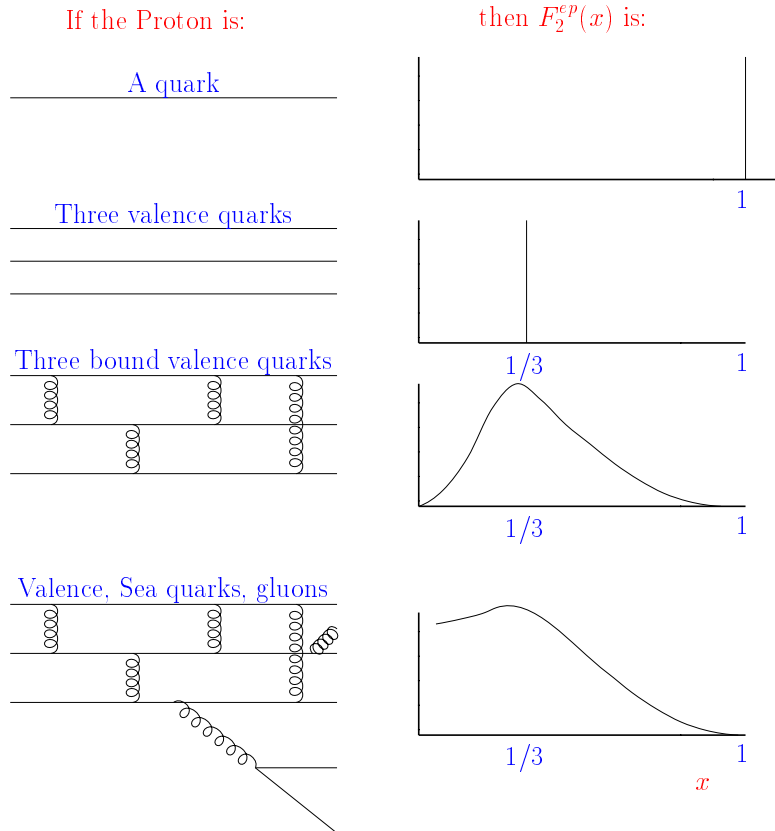 If the Proton is: then $F_2^{ep}(x)$ is:
A quark
1
Three valence quarks
1/3 1
Three bound valence quarks
1/3 1
Valence, Sea quarks, gluons
1/3 1
x